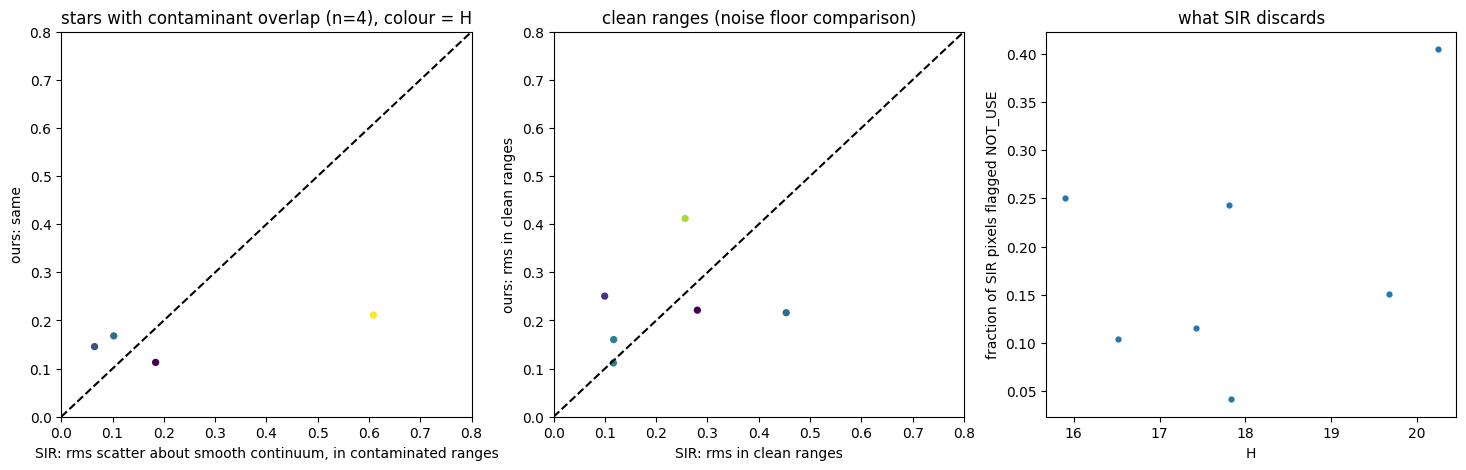 stars with contaminant overlap (n=4), colour = H
ours: same
0.8
0.7
0.6
0.5
0.4
0.3
0.2
0.1
0.0
0.0 0.1 0.2 0.3 0.4 0.5 0.6 0.7 0.8
SIR: rms scatter about smooth continuum, in contaminated ranges
clean ranges (noise floor comparison)
ours: rms in clean ranges
0.8
0.7
0.6
0.5
0.4
0.3
0.2
0.1
0.0
0.0 0.1 0.2 0.3 0.4 0.5 0.6 0.7 0.8
SIR: rms in clean ranges
what SIR discards
fraction of SIR pixels flagged NOT_USE
0.40
0.35
0.30
0.25
0.20
0.15
0.10
0.05
16 17 18 19 20
H